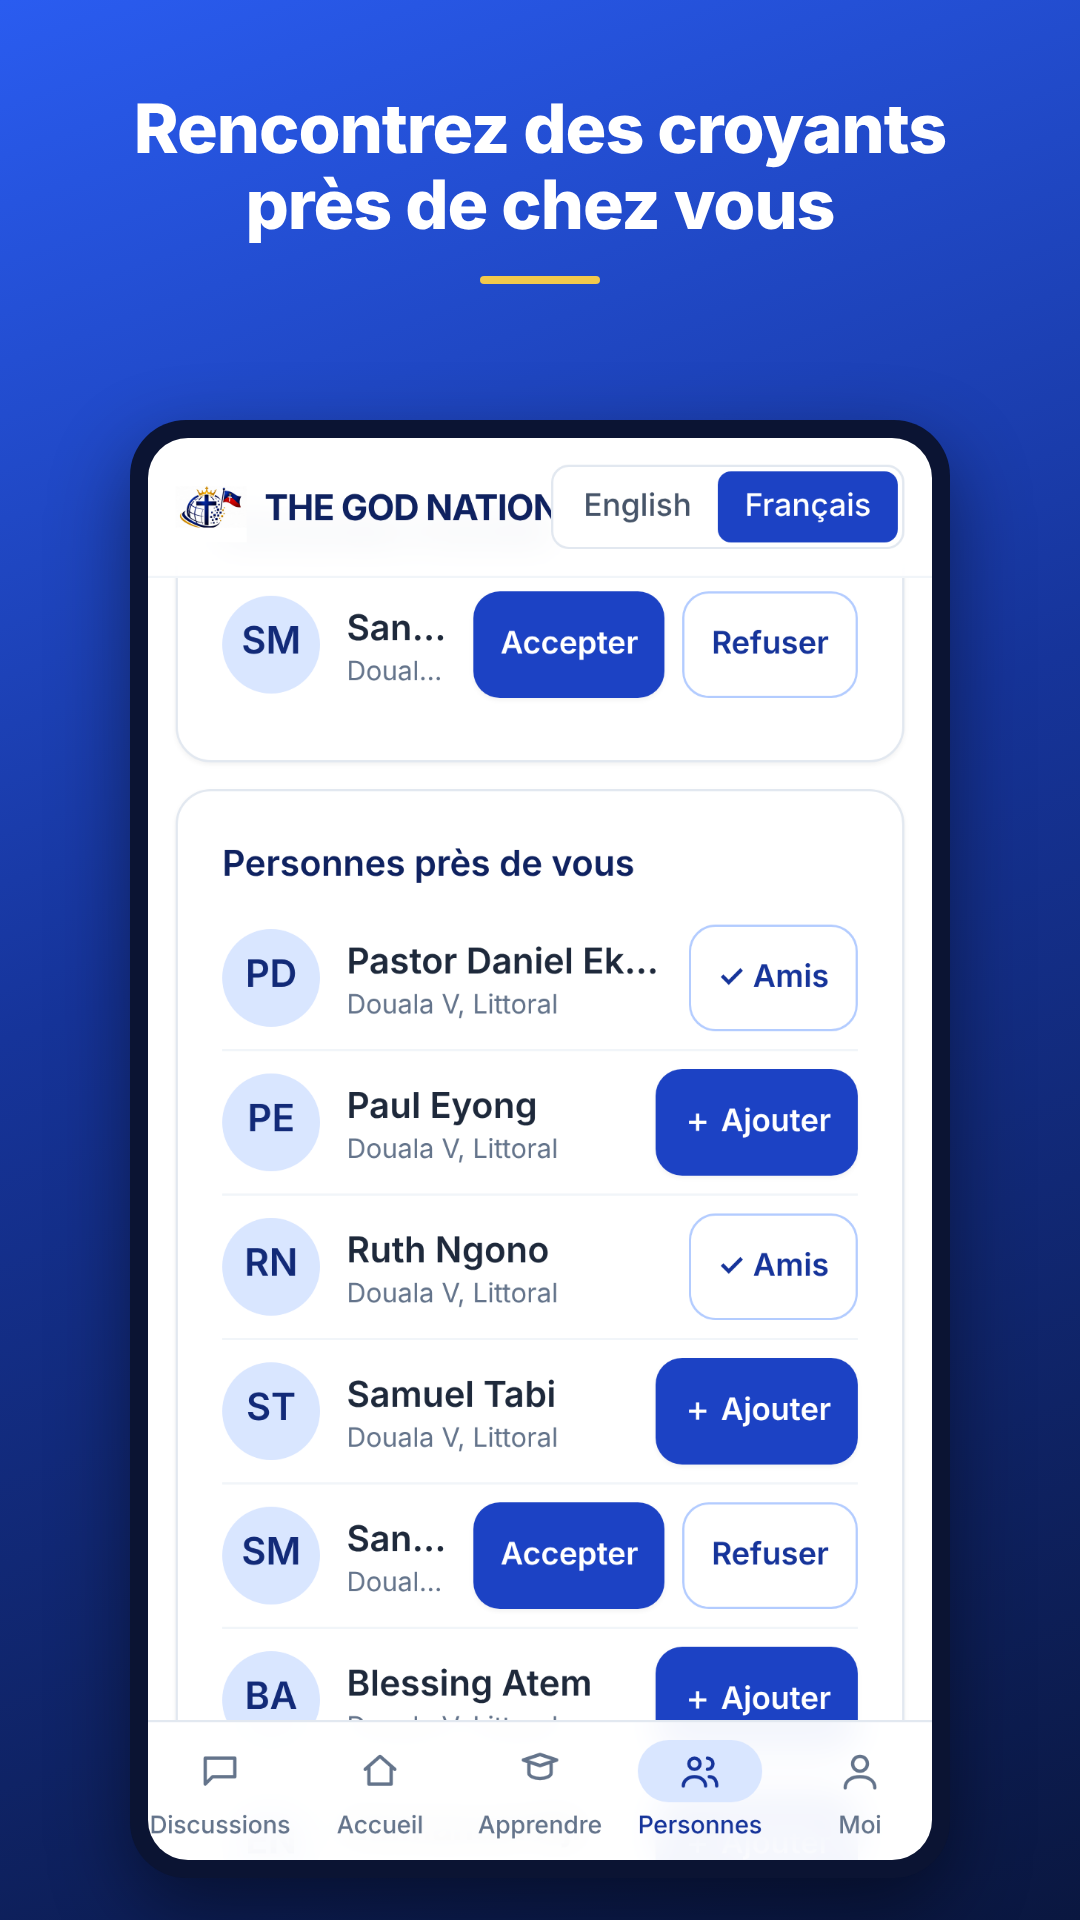 Rencontrez des croyants
près de chez vous
THE GOD NATION
English
Français
SM
San...
Doual...
Accepter
Refuser
Personnes près de vous
PD
Pastor Daniel Ek...
Douala V, Littoral
✓ Amis
PE
Paul Eyong
Douala V, Littoral
+ Ajouter
RN
Ruth Ngono
Douala V, Littoral
✓ Amis
ST
Samuel Tabi
Douala V, Littoral
+ Ajouter
SM
San...
Doual...
Accepter
Refuser
BA
Blessing Atem
+ Ajouter
Discussions
Accueil
Apprendre
Personnes
Moi